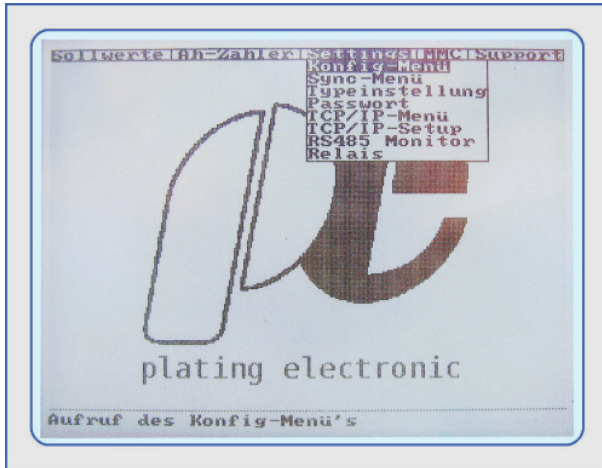 Sollwerte Ah-Zähler Settings MMC Support
Konfig-Menü
Sync-Menü
Typeinstellung
Passwort
TCP/IP-Menü
TCP/IP-Setup
RS485 Monitor
Relais
pe
plating electronic
Aufruf des Konfig-Menü's